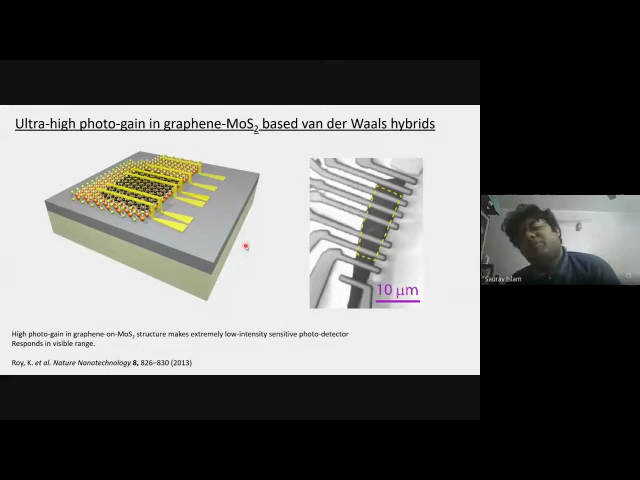 Ultra-high photo-gain in graphene-MoS2 based van der Waals hybrids
10 μm
High photo-gain in graphene-on-MoS2 structure makes extremely low-intensity sensitive photo-detector
Responds in visible range.
Roy, K. et al. Nature Nanotechnology 8, 826–830 (2013)
Saurav Islam